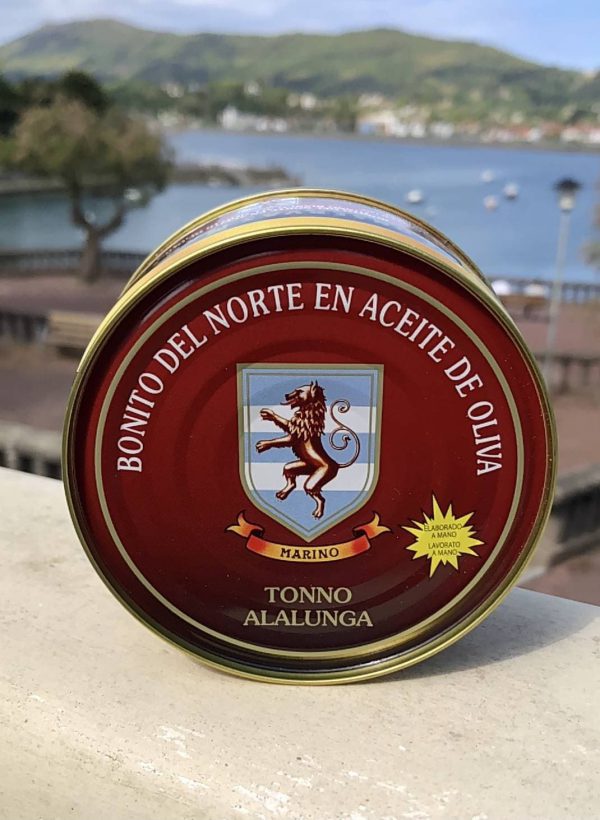 BONITO DEL NORTE EN ACEITE DE OLIVA
MARINO
ELABORADO
A MANO
LAVORATO
A MANO
TONNO
ALALUNGA